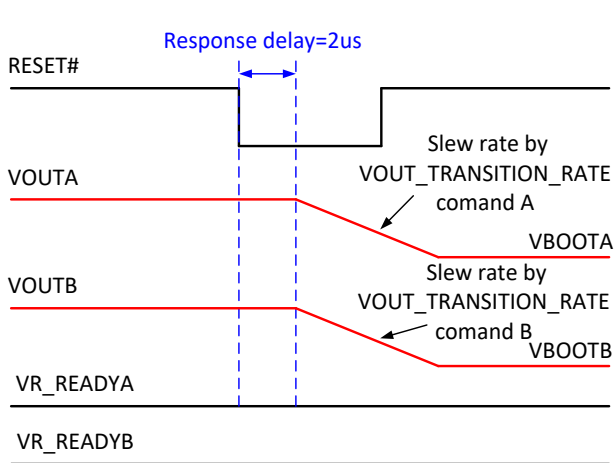 Response delay=2us
RESET#
Slew rate by
VOUT_TRANSITION_RATE
comand A
VOUTA
VBOOTA
Slew rate by
VOUT_TRANSITION_RATE
comand B
VOUTB
VBOOTB
VR_READYA
VR_READYB